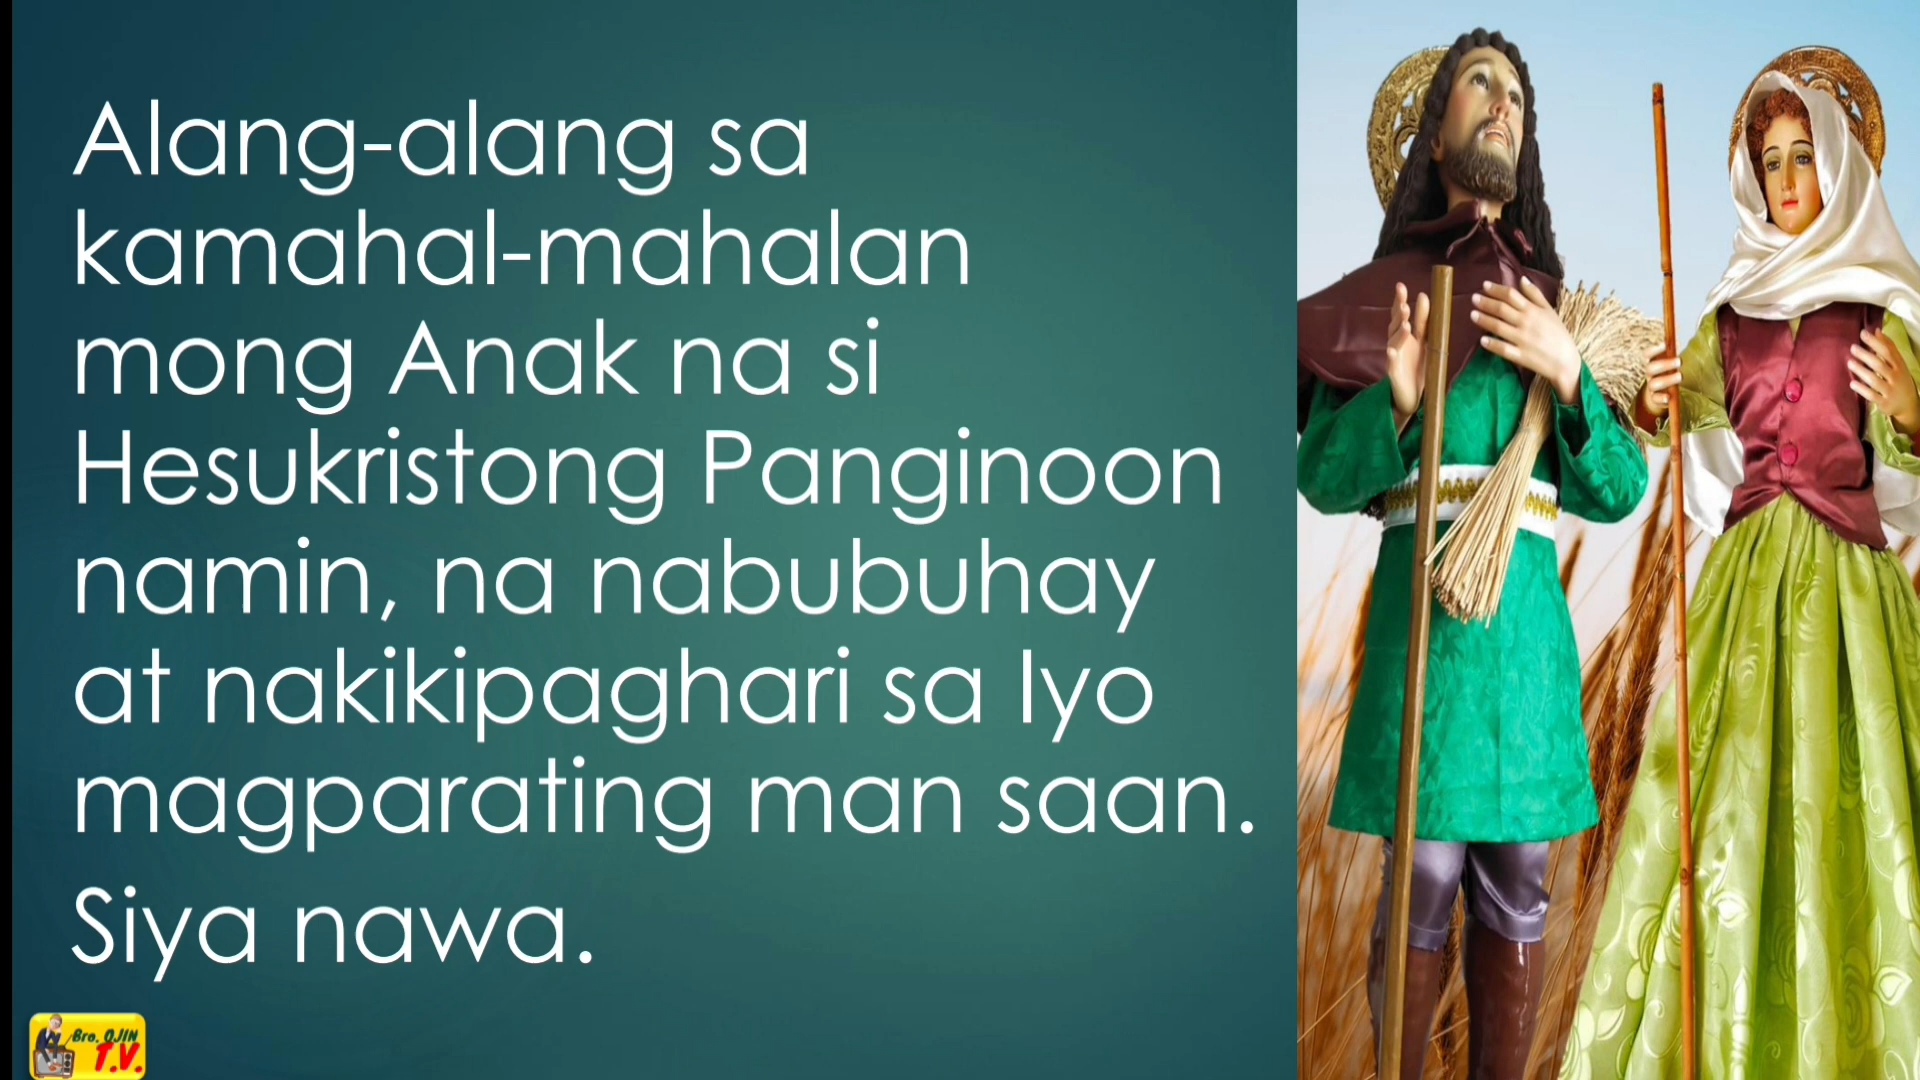 Alang-alang sa
kamahal-mahalan
mong Anak na si
Hesukristong Panginoon
namin, na nabubuhay
at nakikipaghari sa Iyo
magparating man saan.
Siya nawa.
Bro. OJIN
T.V.